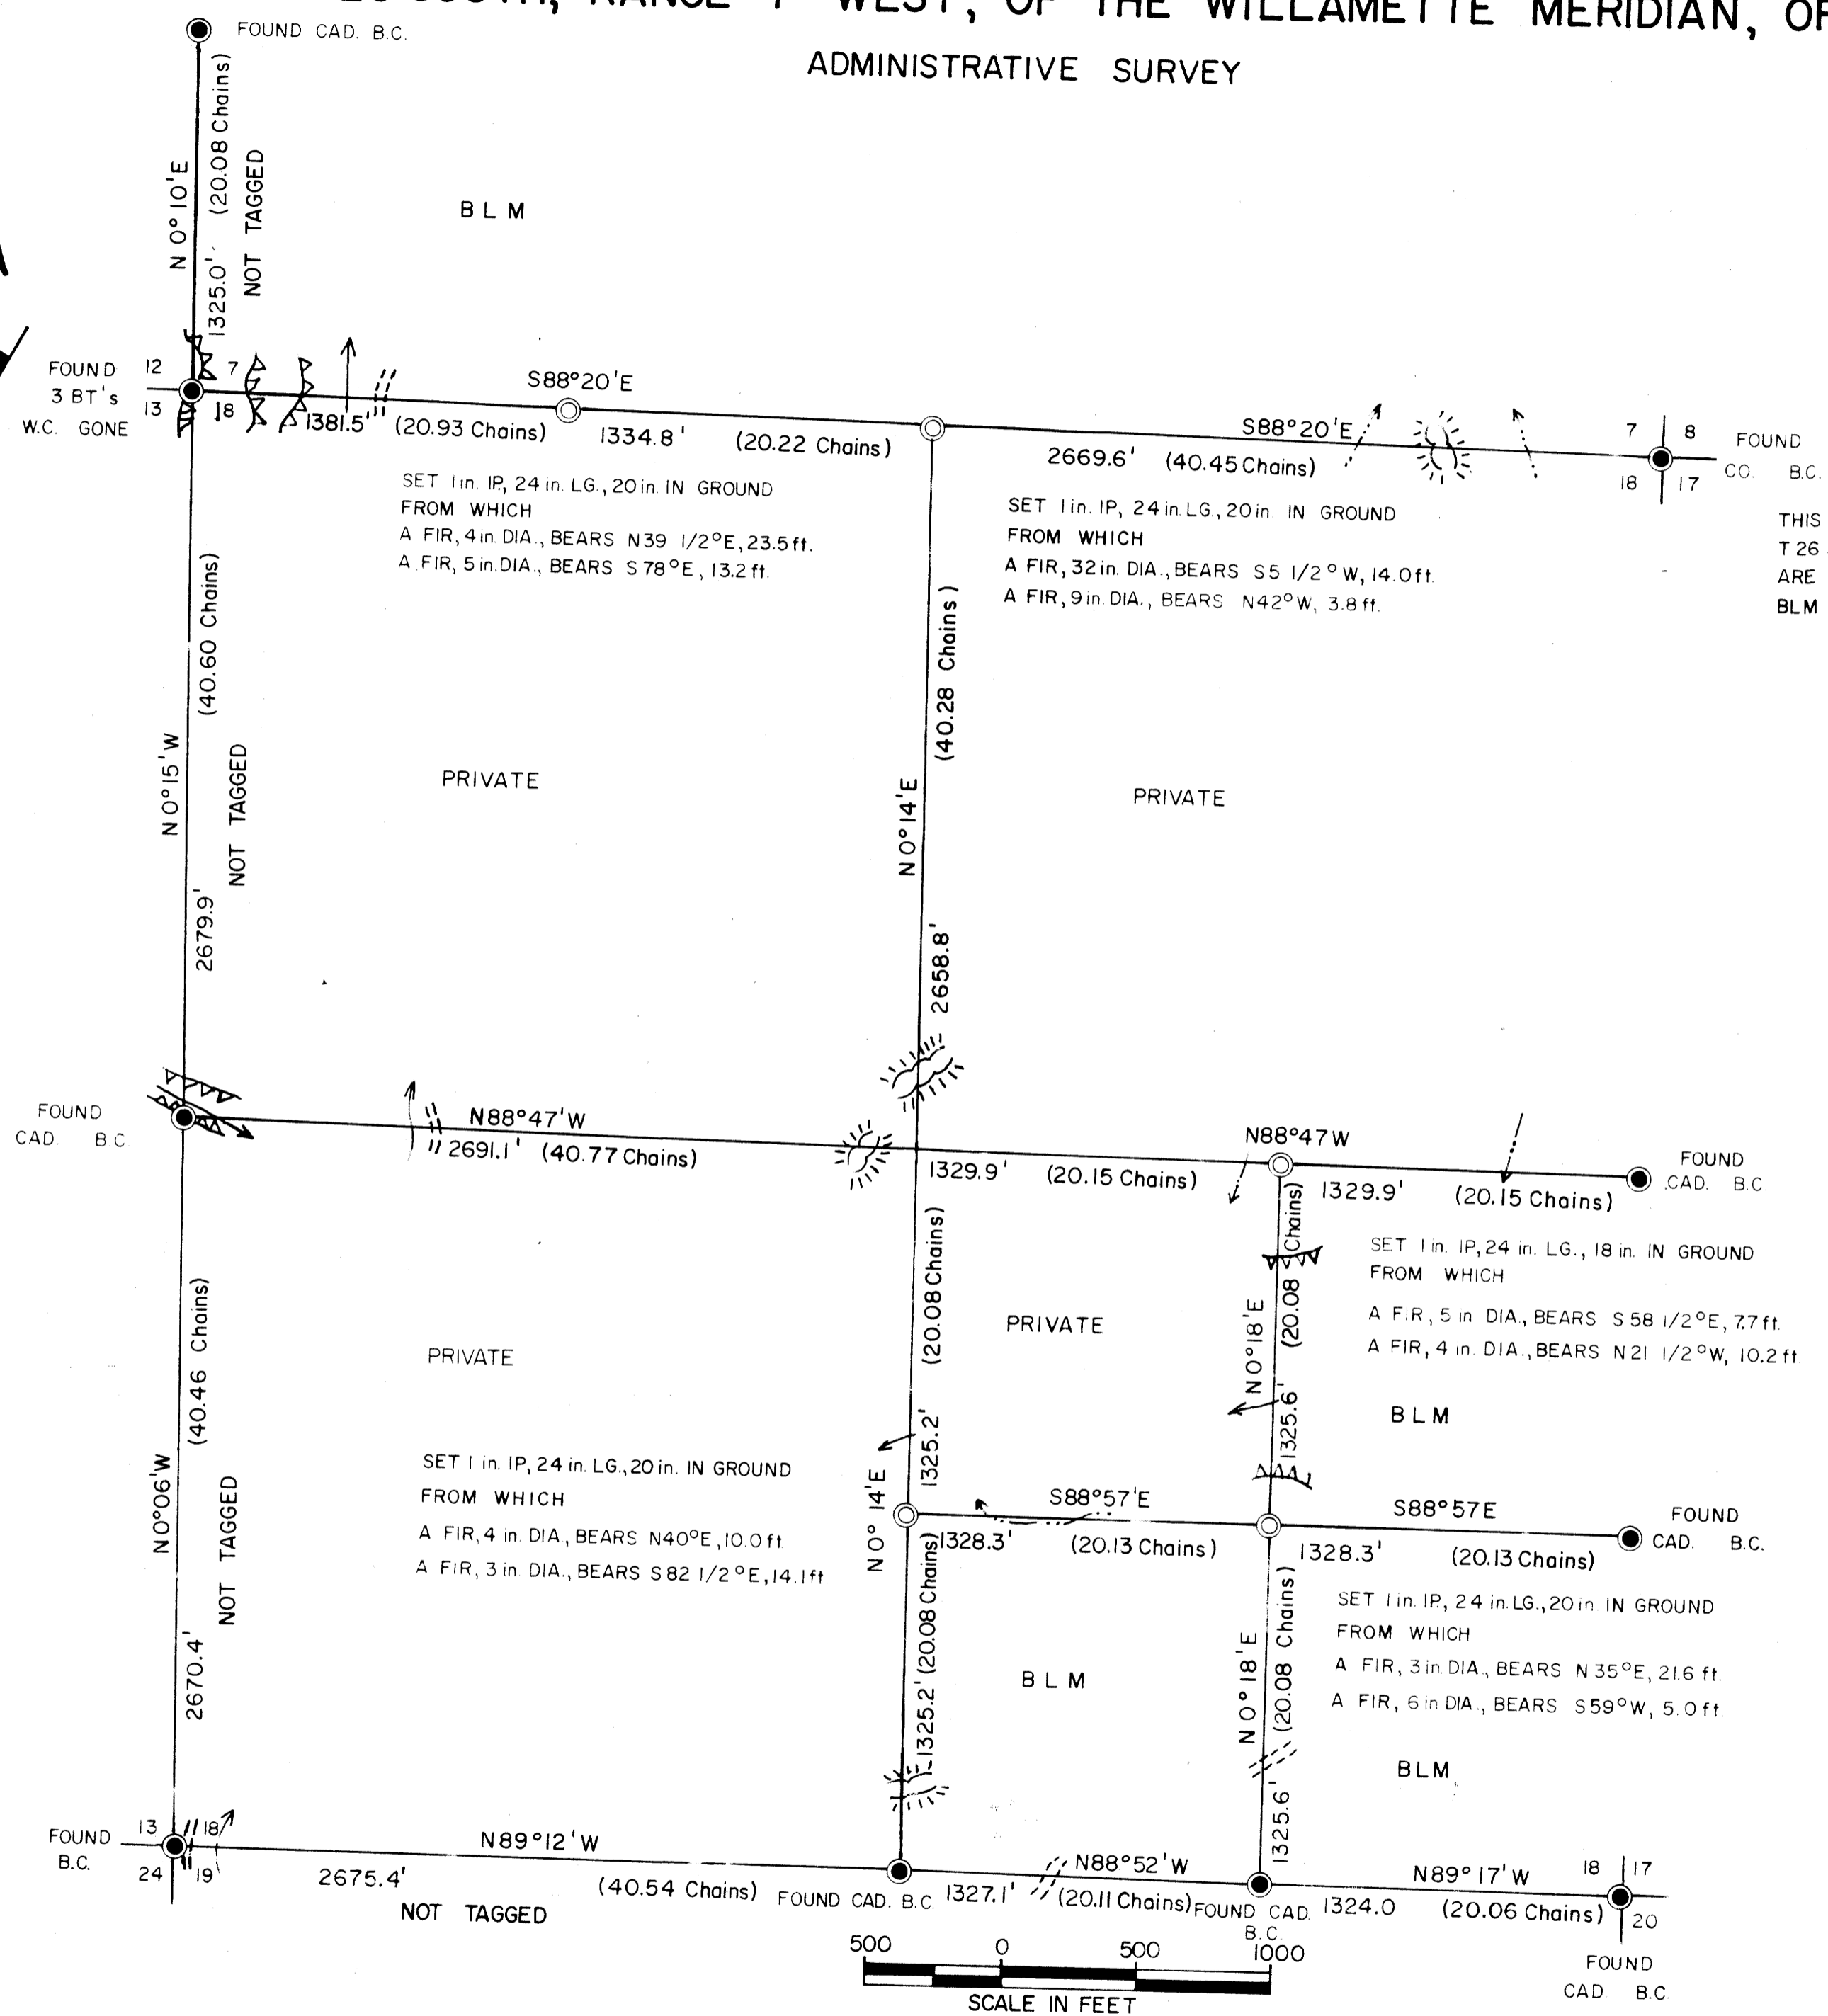 SOUTH, RANGE 7 WEST, OF THE WILLAMETTE MERIDIAN,
ADMINISTRATIVE SURVEY
FOUND CAD. B.C.
N 0°10'E
1325.0' (20.08 Chains)
NOT TAGGED
BLM
FOUND
3 BT's
W.C. GONE
12
7
13
18
1381.5' (20.93 Chains)
S88°20'E
1334.8' (20.22 Chains)
S88°20'E
2669.6' (40.45 Chains)
7 8
18 17
FOUND
CO. B.C.
THIS
T 26
ARE
BLM
SET 1 in. IP, 24 in. LG., 20 in. IN GROUND
FROM WHICH
A FIR, 4 in. DIA., BEARS N39 1/2°E, 23.5 ft.
A FIR, 5 in. DIA., BEARS S78°E, 13.2 ft.
SET 1 in. IP, 24 in. LG., 20 in. IN GROUND
FROM WHICH
A FIR, 32 in. DIA., BEARS S5 1/2°W, 14.0 ft.
A FIR, 9 in. DIA., BEARS N42°W, 3.8 ft.
N 0°15'W
2679.9' (40.60 Chains)
NOT TAGGED
PRIVATE
N 0°14'E
2658.8' (40.28 Chains)
PRIVATE
FOUND
CAD. B C
N88°47'W
2691.1' (40.77 Chains)
1329.9' (20.15 Chains)
N88°47W
1329.9' (20.15 Chains)
FOUND
CAD. B.C.
SET 1 in. IP, 24 in. LG., 18 in. IN GROUND
FROM WHICH
A FIR, 5 in DIA., BEARS S 58 1/2°E, 7.7 ft.
A FIR, 4 in. DIA., BEARS N21 1/2°W, 10.2 ft.
BLM
PRIVATE
N 0°18'E
1325.6' (20.08 Chains)
1325.2' (20.08 Chains)
N 0° 14'E
PRIVATE
N 0°06'W
2670.4' (40.46 Chains)
NOT TAGGED
SET 1 in. IP, 24 in. LG., 20 in. IN GROUND
FROM WHICH
A FIR, 4 in. DIA., BEARS N40°E, 10.0 ft.
A FIR, 3 in. DIA., BEARS S 82 1/2°E, 14.1 ft.
S88°57'E
1328.3' (20.13 Chains)
S88°57E
1328.3' (20.13 Chains)
FOUND
CAD. B.C.
SET 1 in. IP, 24 in. LG., 20 in IN GROUND
FROM WHICH
A FIR, 3 in. DIA., BEARS N 35°E, 21.6 ft.
A FIR, 6 in DIA., BEARS S59°W, 5.0 ft.
BLM
1325.2' (20.08 Chains)
BLM
N 0°18'E
1325.6' (20.08 Chains)
FOUND
B.C.
13
18
24
19
N89°12'W
2675.4' (40.54 Chains)
NOT TAGGED
FOUND CAD. B.C.
N88°52'W
1327.1' (20.11 Chains)
FOUND CAD.
B.C.
N89°17'W
1324.0 (20.06 Chains)
18 17
20
FOUND
CAD. B.C.
500 0 500 1000
SCALE IN FEET